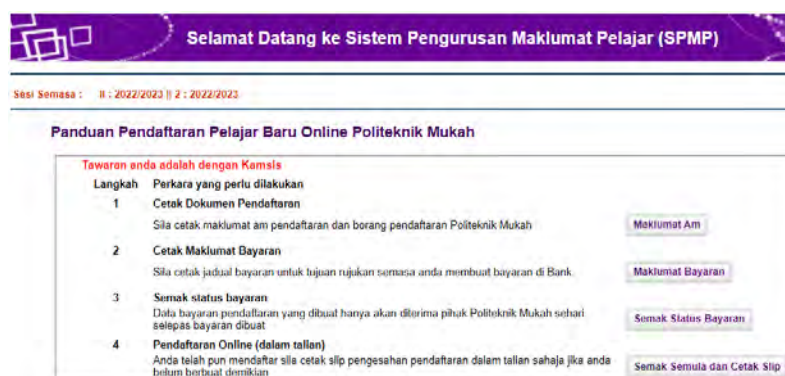 Selamat Datang ke Sistem Pengurusan Maklumat Pelajar (SPMP)
Sesi Semasa : II : 2022/2023 || 2 : 2022/2023
Panduan Pendaftaran Pelajar Baru Online Politeknik Mukah
Tawaran anda adalah dengan Kamsis
Langkah Perkara yang perlu dilakukan
1 Cetak Dokumen Pendaftaran
Sila cetak maklumat am pendaftaran dan borang pendaftaran Politeknik Mukah Maklumat Am
2 Cetak Maklumat Bayaran
Sila cetak jadual bayaran untuk tujuan rujukan semasa anda membuat bayaran di Bank. Maklumat Bayaran
3 Semak status bayaran
Data bayaran pendaftaran yang dibuat hanya akan diterima pihak Politeknik Mukah sehari
selepas bayaran dibuat Semak Status Bayaran
4 Pendaftaran Online (dalam talian)
Anda telah pun mendaftar sila cetak slip pengesahan pendaftaran dalam talian sahaja jika anda
belum berbuat demikian Semak Semula dan Cetak Slip